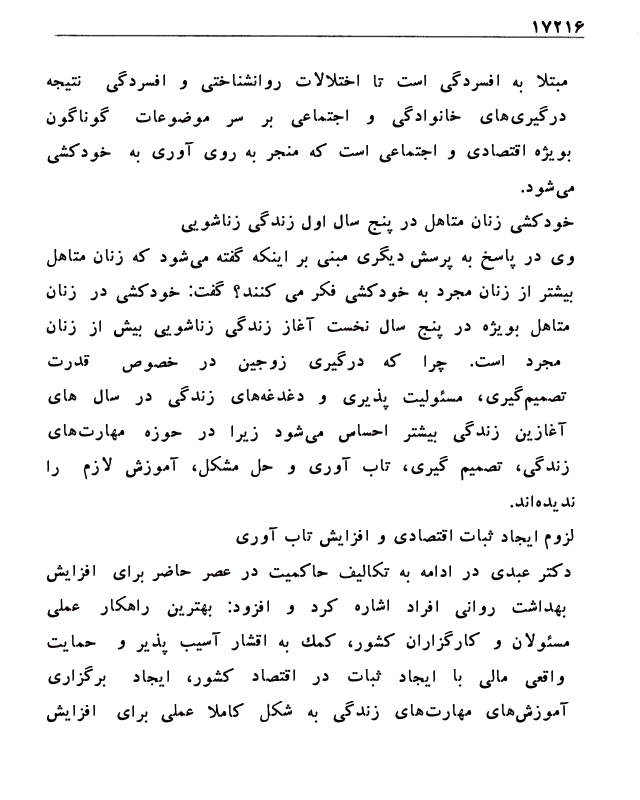 ۱۷۲۱۶
مبتلا به افسردگی است تا اختلالات روانشناختی و افسردگی نتیجه
درگیری‌های خانوادگی و اجتماعی بر سر موضوعات گوناگون
بویژه اقتصادی و اجتماعی است که منجر به روی آوری به خودکشی
می‌شود.
خودکشی زنان متاهل در پنج سال اول زندگی زناشویی
وی در پاسخ به پرسش دیگری مبنی بر اینکه گفته می‌شود که زنان متاهل
بیشتر از زنان مجرد به خودکشی فکر می کنند؟ گفت: خودکشی در زنان
متاهل بویژه در پنج سال نخست آغاز زندگی زناشویی بیش از زنان
مجرد است. چرا که درگیری زوجین در خصوص قدرت
تصمیم‌گیری، مسئولیت پذیری و دغدغه‌های زندگی در سال های
آغازین زندگی بیشتر احساس می‌شود زیرا در حوزه مهارت‌های
زندگی، تصمیم گیری، تاب آوری و حل مشکل، آموزش لازم را
ندیده‌اند.
لزوم ایجاد ثبات اقتصادی و افزایش تاب آوری
دکتر عبدی در ادامه به تکالیف حاکمیت در عصر حاضر برای افزایش
بهداشت روانی افراد اشاره کرد و افزود: بهترین راهکار عملی
مسئولان و کارگزاران کشور، کمك به اقشار آسیب پذیر و حمایت
واقعی مالی با ایجاد ثبات در اقتصاد کشور، ایجاد برگزاری
آموزش‌های مهارت‌های زندگی به شکل کاملا عملی برای افزایش